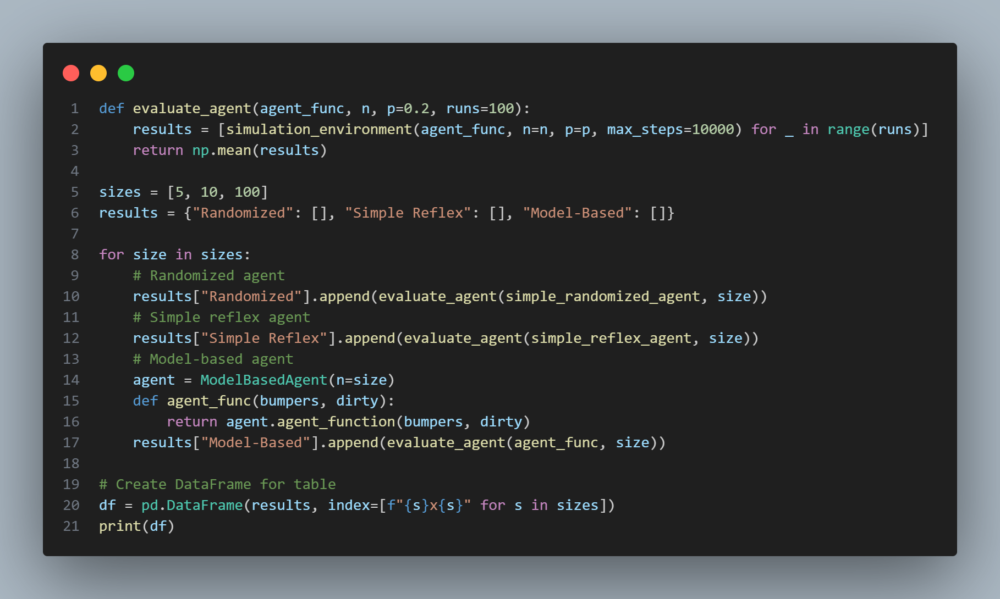 1 def evaluate_agent(agent_func, n, p=0.2, runs=100):
2     results = [simulation_environment(agent_func, n=n, p=p, max_steps=10000) for _ in range(runs)]
3     return np.mean(results)
4
5 sizes = [5, 10, 100]
6 results = {"Randomized": [], "Simple Reflex": [], "Model-Based": []}
7
8 for size in sizes:
9     # Randomized agent
10     results["Randomized"].append(evaluate_agent(simple_randomized_agent, size))
11     # Simple reflex agent
12     results["Simple Reflex"].append(evaluate_agent(simple_reflex_agent, size))
13     # Model-based agent
14     agent = ModelBasedAgent(n=size)
15     def agent_func(bumpers, dirty):
16         return agent.agent_function(bumpers, dirty)
17     results["Model-Based"].append(evaluate_agent(agent_func, size))
18
19 # Create DataFrame for table
20 df = pd.DataFrame(results, index=[f"{s}x{s}" for s in sizes])
21 print(df)